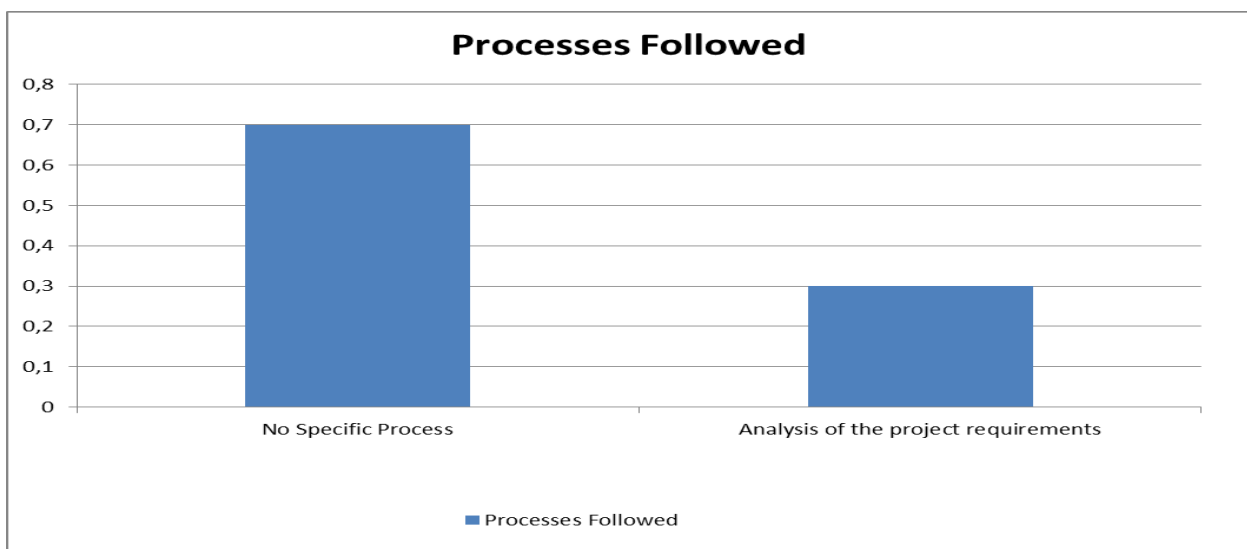 Processes Followed
0,8
0,7
0,6
0,5
0,4
0,3
0,2
0,1
0
No Specific Process
Analysis of the project requirements
Processes Followed